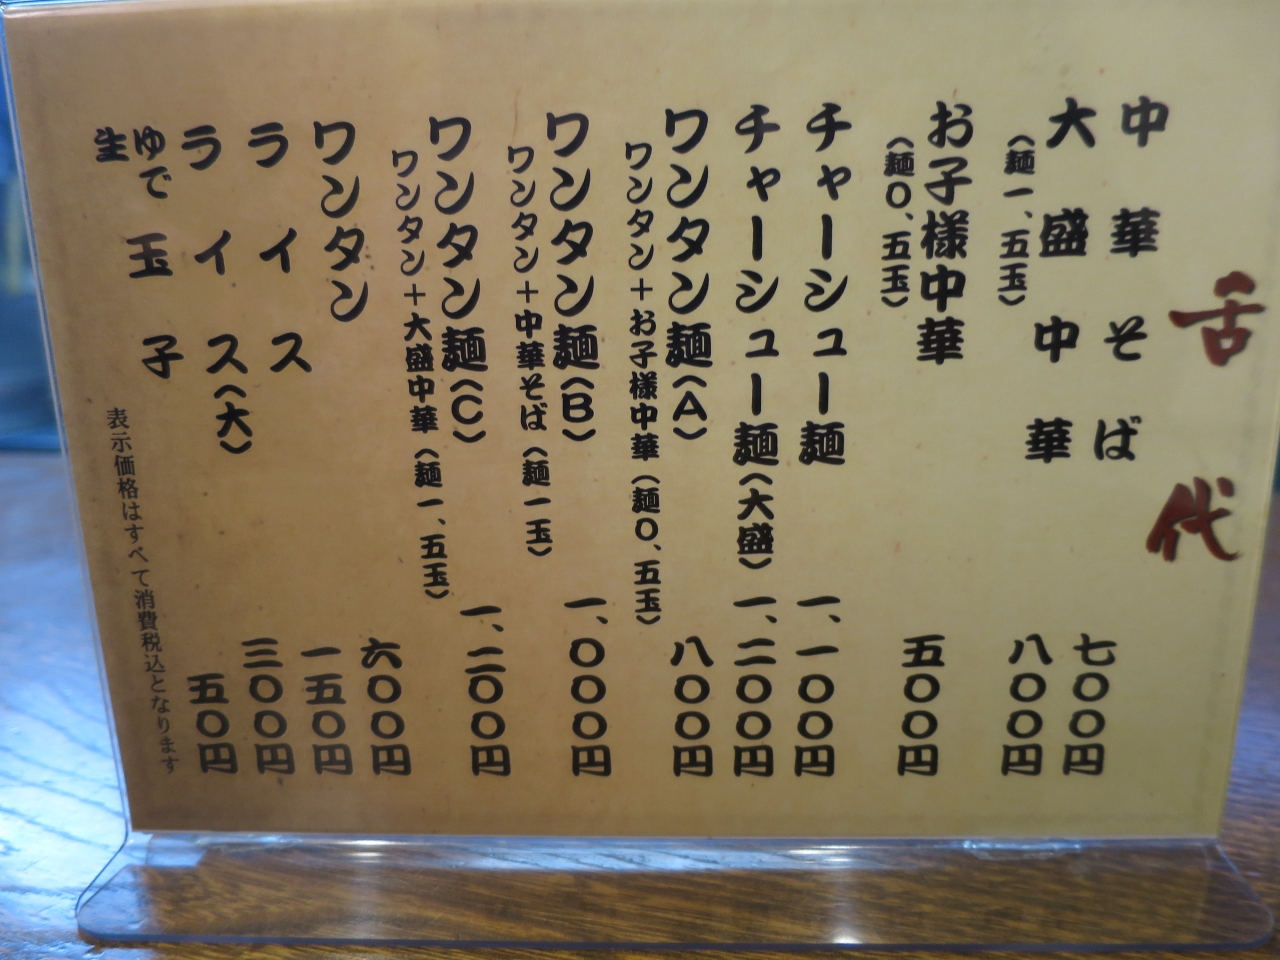 舌代
中華そば 七〇〇円
大盛中華 八〇〇円
(麺一、五玉)
お子様中華 五〇〇円
(麺〇、五玉)
チャーシュー麺 一、一〇〇円
チャーシュー麺(大盛) 一、二〇〇円
ワンタン麺(A) 八〇〇円
ワンタン+お子様中華(麺〇、五玉)
ワンタン麺(B) 一、〇〇〇円
ワンタン+中華そば(麺一玉)
ワンタン麺(C) 一、二〇〇円
ワンタン+大盛中華(麺一、五玉)
ワンタン 六〇〇円
ライス 一五〇円
ライス(大) 三〇〇円
ゆで玉子 五〇円
生
表示価格はすべて消費税込となります